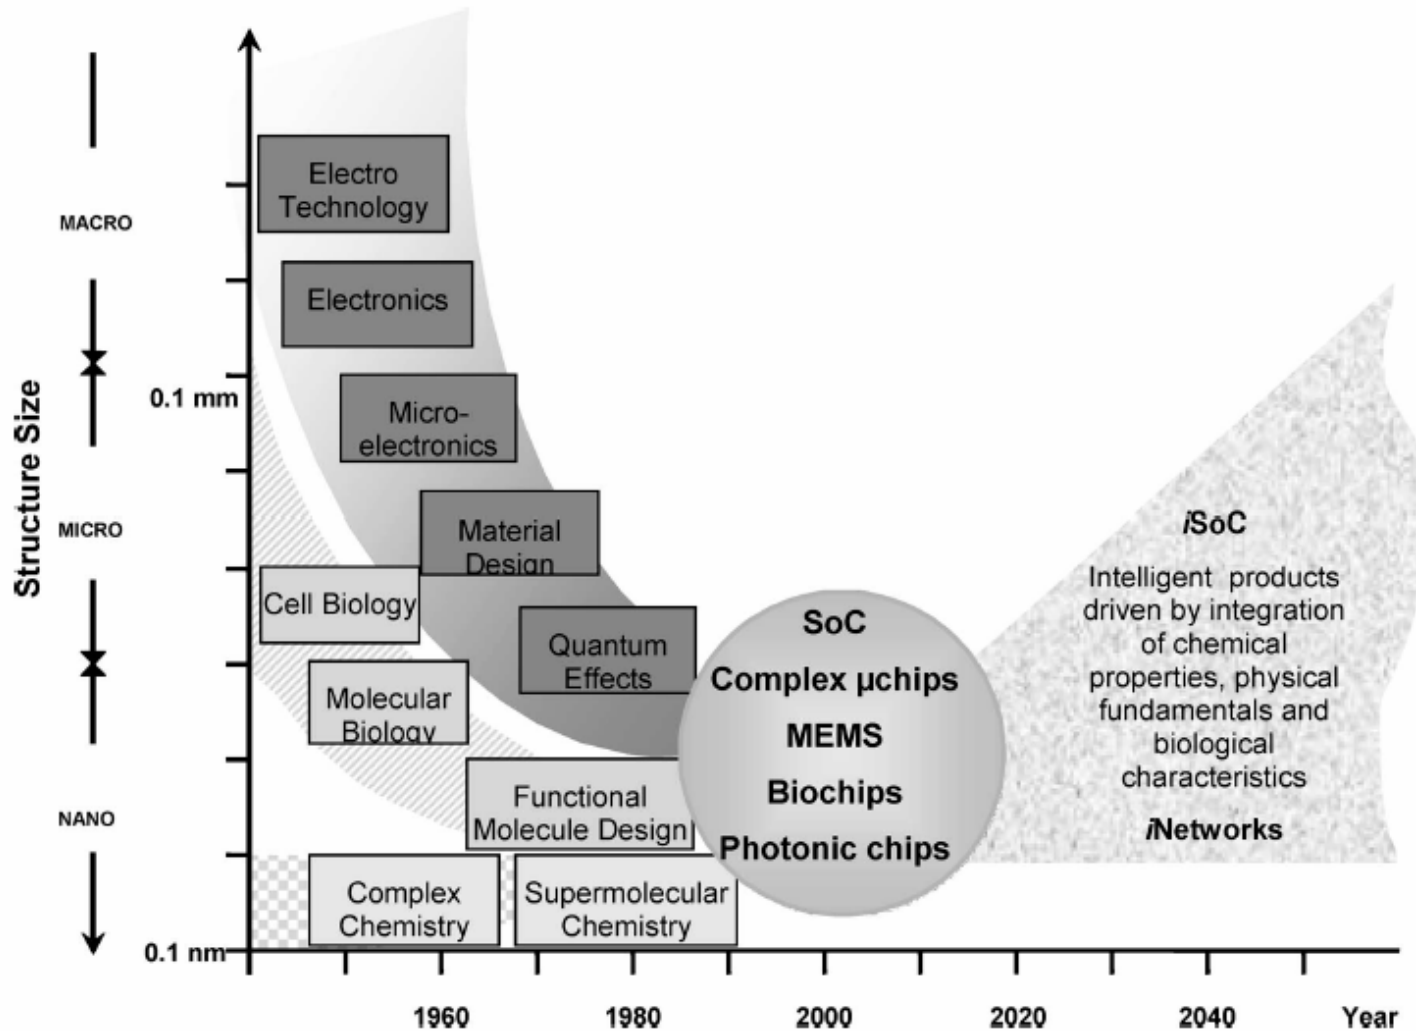 Structure Size
MACRO
MICRO
NANO
0.1 mm
0.1 nm
Electro
Technology
Electronics
Micro-
electronics
Material
Design
Quantum
Effects
Cell Biology
Molecular
Biology
Functional
Molecule Design
Complex
Chemistry
Supermolecular
Chemistry
SoC
Complex µchips
MEMS
Biochips
Photonic chips
iSoC
Intelligent products
driven by integration
of chemical
properties, physical
fundamentals and
biological
characteristics
iNetworks
1960
1980
2000
2020
2040
Year